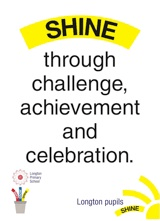 SHINE
through
challenge,
achievement
and
celebration.
Longton
Primary
School
Longton pupils
SHINE